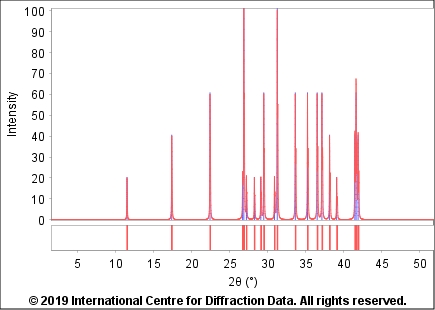 100
90
80
70
60
50
40
30
20
10
0
Intensity
5 10 15 20 25 30 35 40 45 50
2θ (°)
© 2019 International Centre for Diffraction Data. All rights reserved.